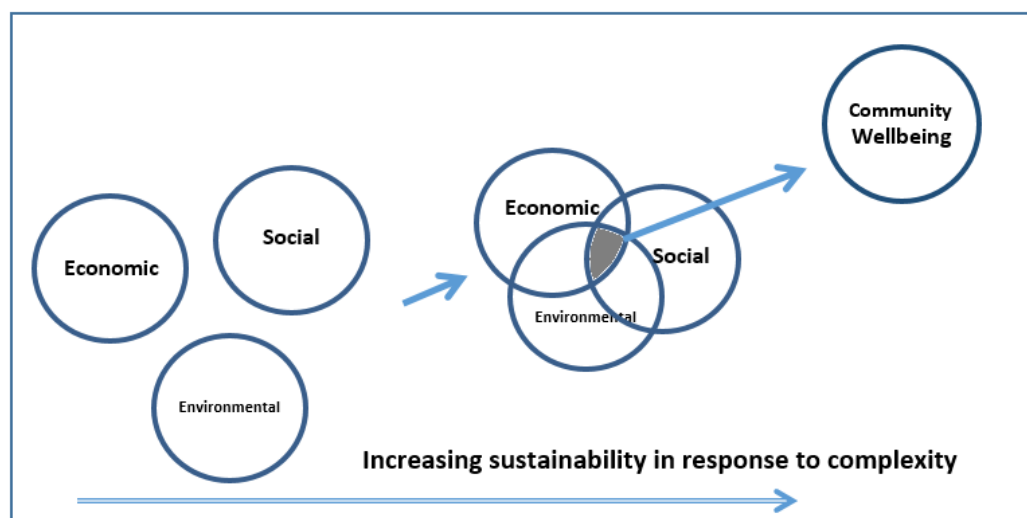 Economic
Social
Environmental
Economic
Social
Environmental
Community
Wellbeing
Increasing sustainability in response to complexity